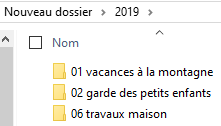 Nouveau dossier > 2019 >
Nom
01 vacances à la montagne
02 garde des petits enfants
06 travaux maison